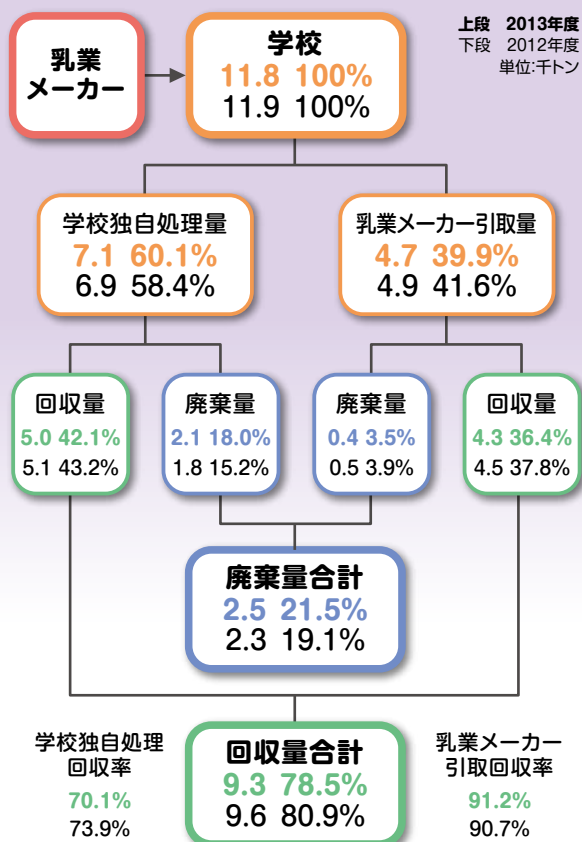 乳業
メーカー
学校
11.8 100%
11.9 100%
上段 2013年度
下段 2012年度
単位:千トン
学校独自処理量
7.1 60.1%
6.9 58.4%
乳業メーカー引取量
4.7 39.9%
4.9 41.6%
回収量
5.0 42.1%
5.1 43.2%
廃棄量
2.1 18.0%
1.8 15.2%
廃棄量
0.4 3.5%
0.5 3.9%
回収量
4.3 36.4%
4.5 37.8%
廃棄量合計
2.5 21.5%
2.3 19.1%
学校独自処理
回収率
70.1%
73.9%
回収量合計
9.3 78.5%
9.6 80.9%
乳業メーカー
引取回収率
91.2%
90.7%